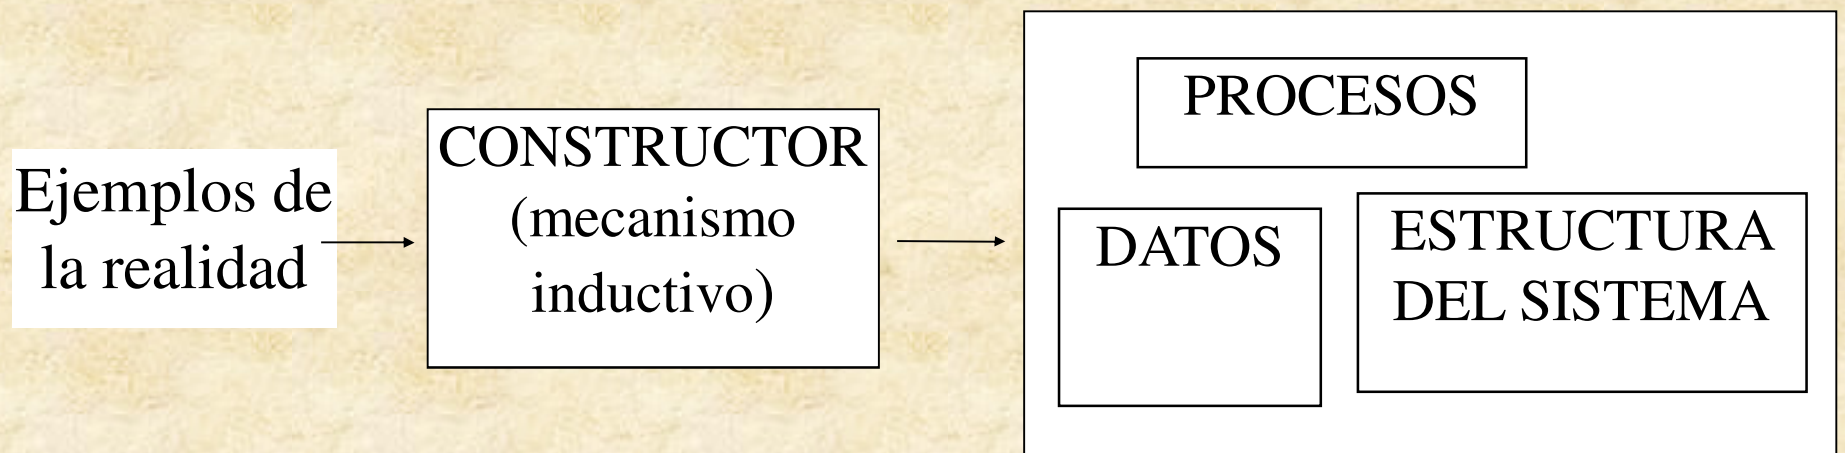 Ejemplos de
la realidad
CONSTRUCTOR
(mecanismo
inductivo)
PROCESOS
DATOS
ESTRUCTURA
DEL SISTEMA